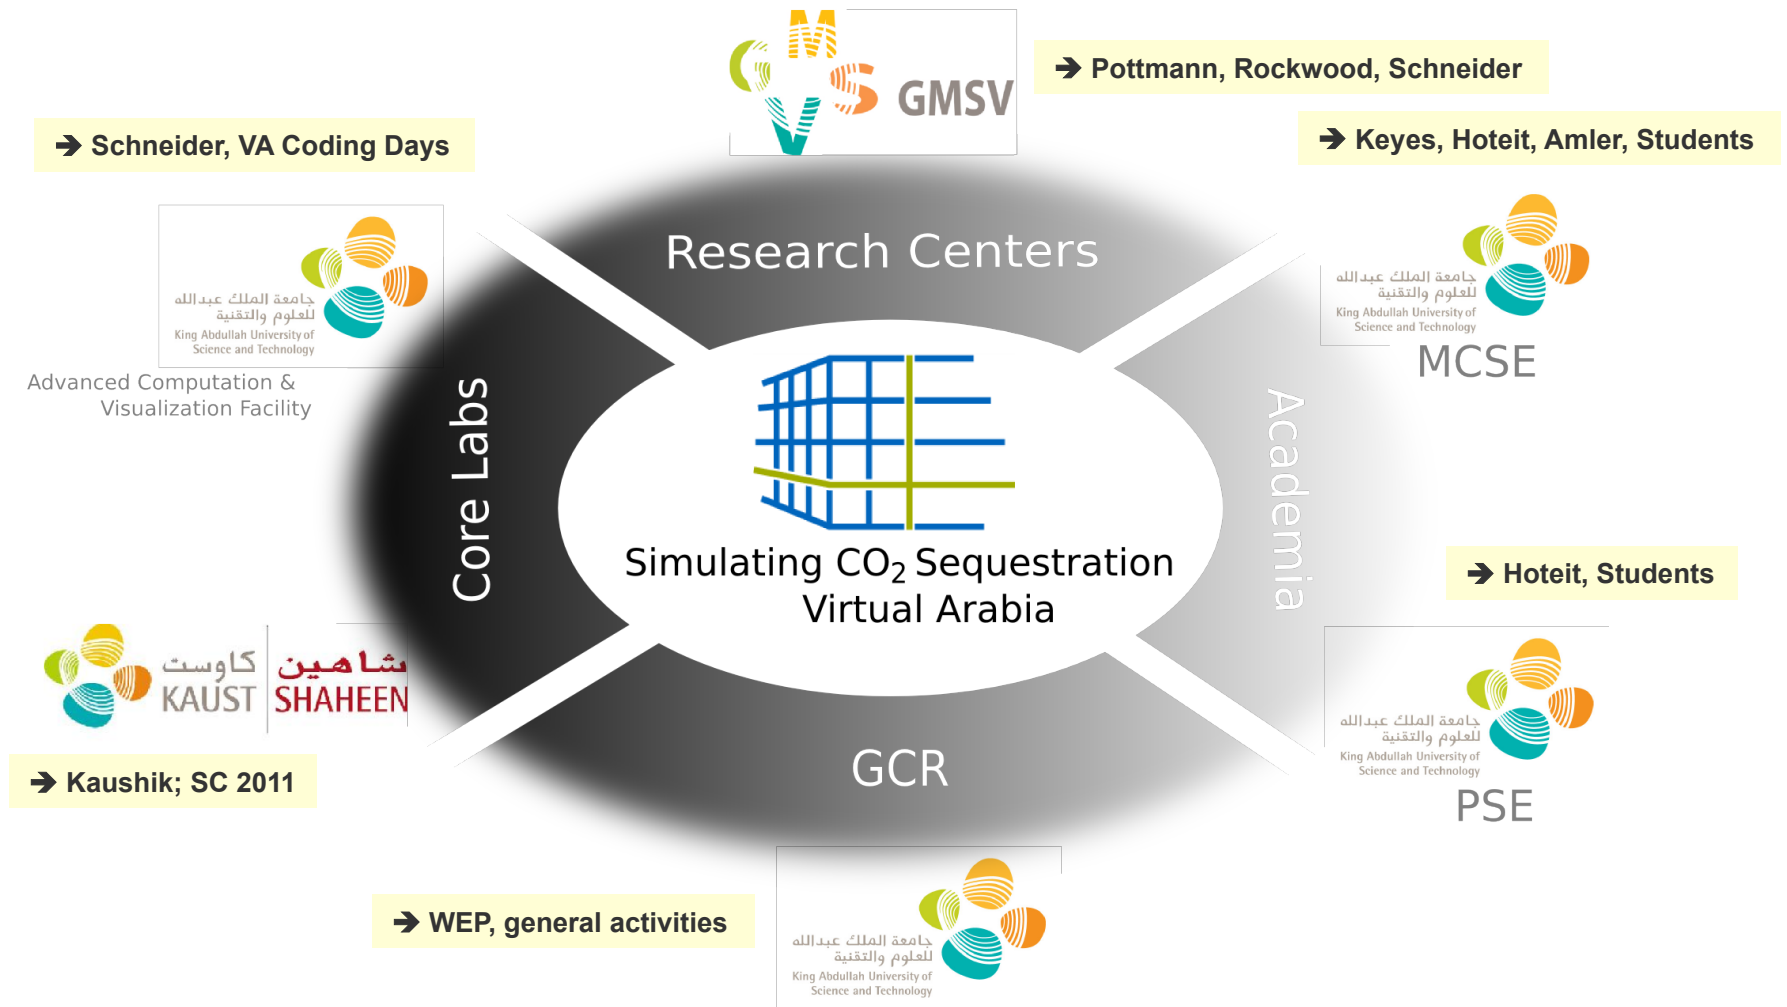 GMSV
GMSV
➔ Pottmann, Rockwood, Schneider
➔ Schneider, VA Coding Days
➔ Keyes, Hoteit, Amler, Students
Research Centers
جامعة الملك عبدالله
للعلوم والتقنية
King Abdullah University of
Science and Technology
Advanced Computation &
Visualization Facility
جامعة الملك عبدالله
للعلوم والتقنية
King Abdullah University of
Science and Technology
MCSE
Core Labs
Academia
Simulating CO₂ Sequestration
Virtual Arabia
➔ Hoteit, Students
كاوست
KAUST
شاهين
SHAHEEN
➔ Kaushik; SC 2011
جامعة الملك عبدالله
للعلوم والتقنية
King Abdullah University of
Science and Technology
PSE
GCR
➔ WEP, general activities
جامعة الملك عبدالله
للعلوم والتقنية
King Abdullah University of
Science and Technology